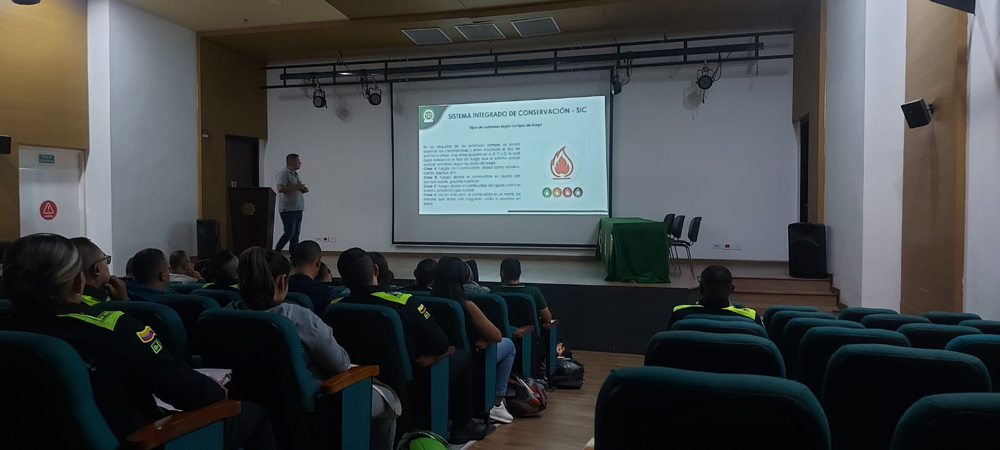 SISTEMA INTEGRADO DE CONSERVACIÓN - SIC
Tipos de extintores según los tipos de fuego
En las etiquetas de los extintores siempre se podrá
observar las características y letras asociadas al tipo de
extintor a utilizar, esas letras pueden ser A, B, C y D, lo cual
hace referencia al tipo de fuego que el extintor puede
sofocar: extintores según las clases de fuego:
Clase A: fuegos con combustibles sólidos como madera,
cartón, plástico, etc.
Clase B: fuegos donde el combustible es líquido por
ejemplo aceite, gasolina o pintura.
Clase C: fuegos donde el combustible son gases como el
butano, propano o gas ciudad.
Clase D: son los más raros, el combustible es un metal, los
metales que arden son magnesio, sodio o aluminio en
polvo.